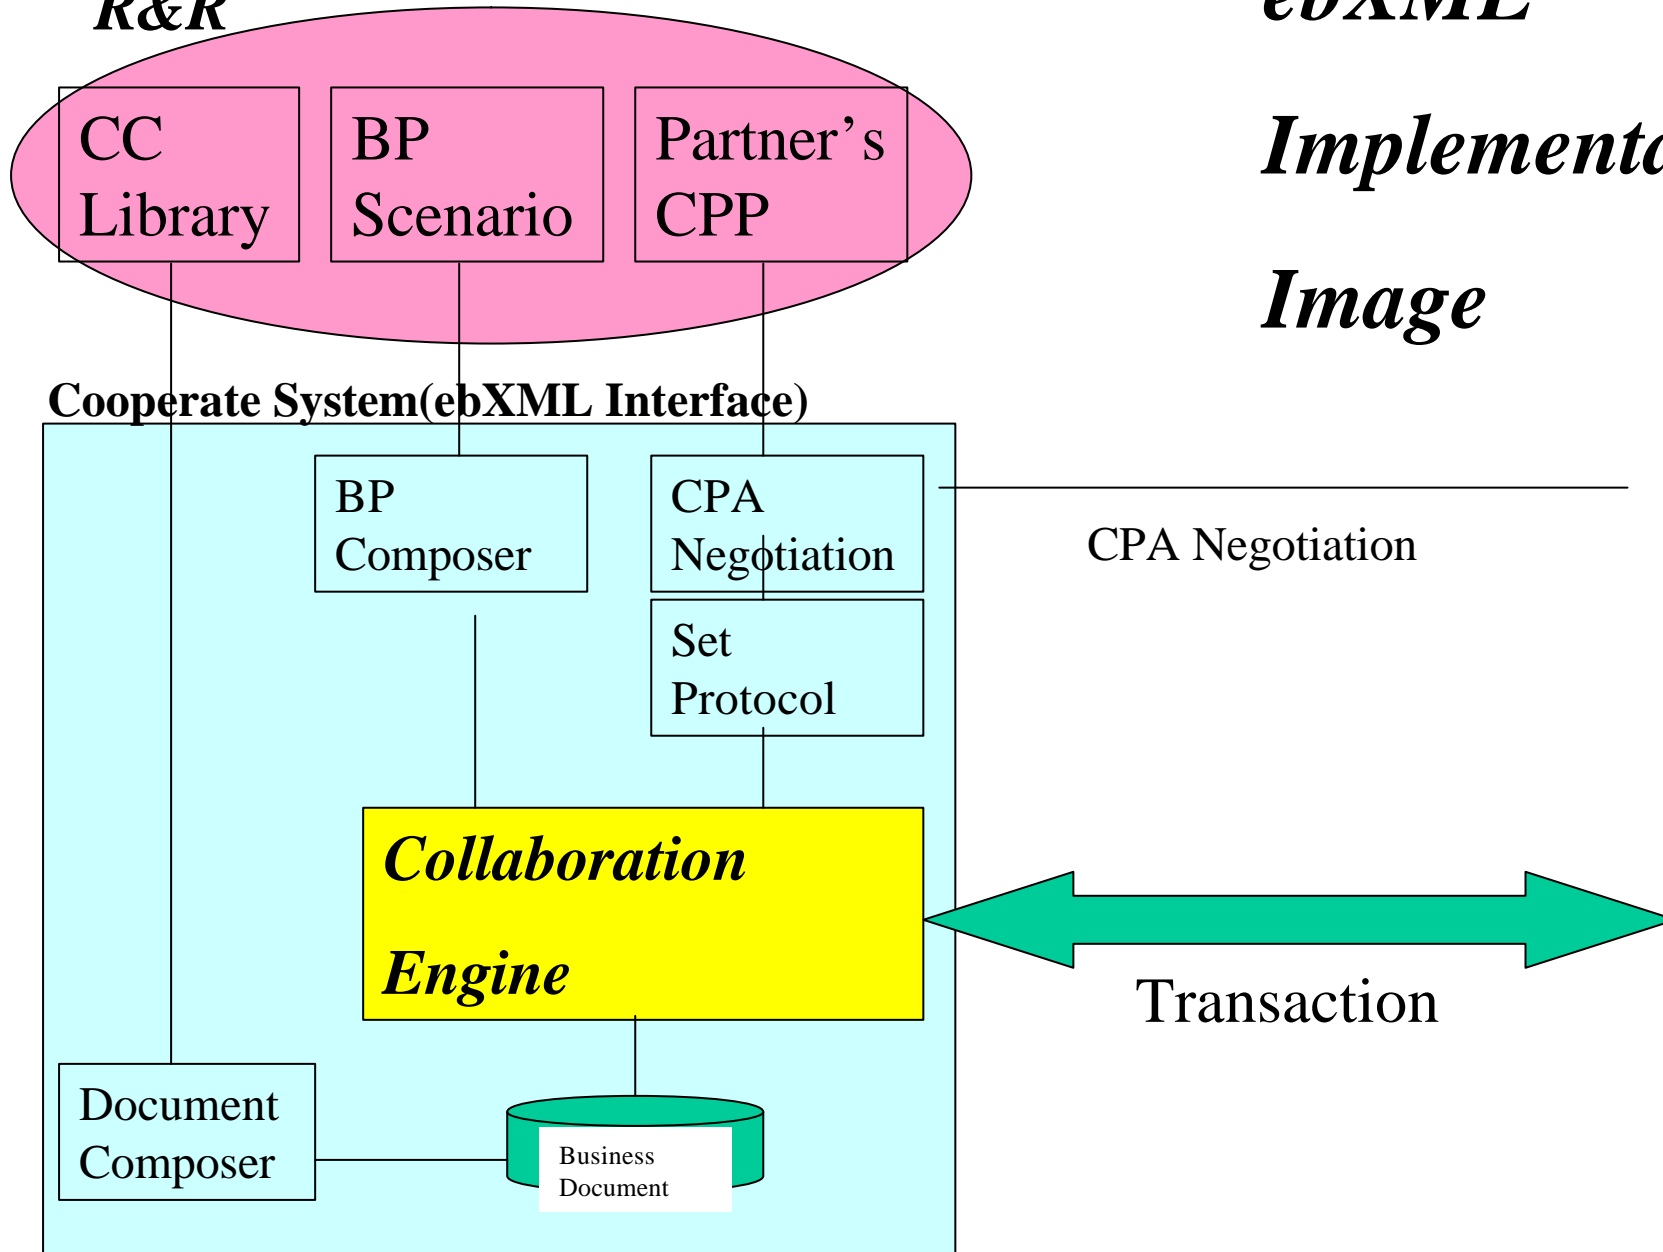 R&R
ebXML
CC
Library
BP
Scenario
Partner’s
CPP
Image
Cooperate System(ebXML Interface)
BP
Composer
CPA
Negotiation
CPA Negotiation
Set
Protocol
Collaboration
Engine
Transaction
Document
Composer
Business
Document